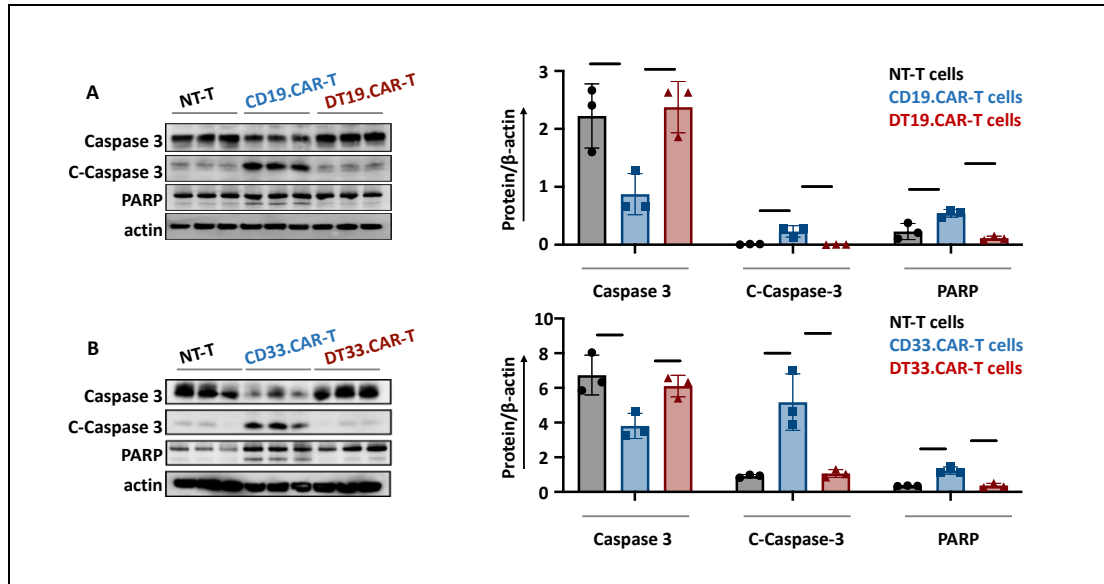 A
NT-T
CD19.CAR-T
DT19.CAR-T
Caspase 3
C-Caspase 3
PARP
actin
Protein/β-actin
3
2
1
0
Caspase 3
C-Caspase-3
PARP
NT-T cells
CD19.CAR-T cells
DT19.CAR-T cells
B
NT-T
CD33.CAR-T
DT33.CAR-T
Caspase 3
C-Caspase 3
PARP
actin
Protein/β-actin
10
8
6
4
2
0
Caspase 3
C-Caspase-3
PARP
NT-T cells
CD33.CAR-T cells
DT33.CAR-T cells